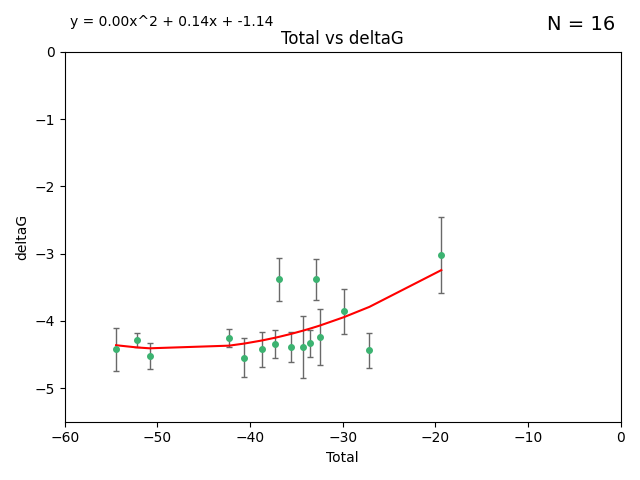 y = 0.00x^2 + 0.14x + -1.14
N = 16
Total vs deltaG
0
−1
−2
−3
−4
−5
deltaG
−60 −50 −40 −30 −20 −10 0
Total